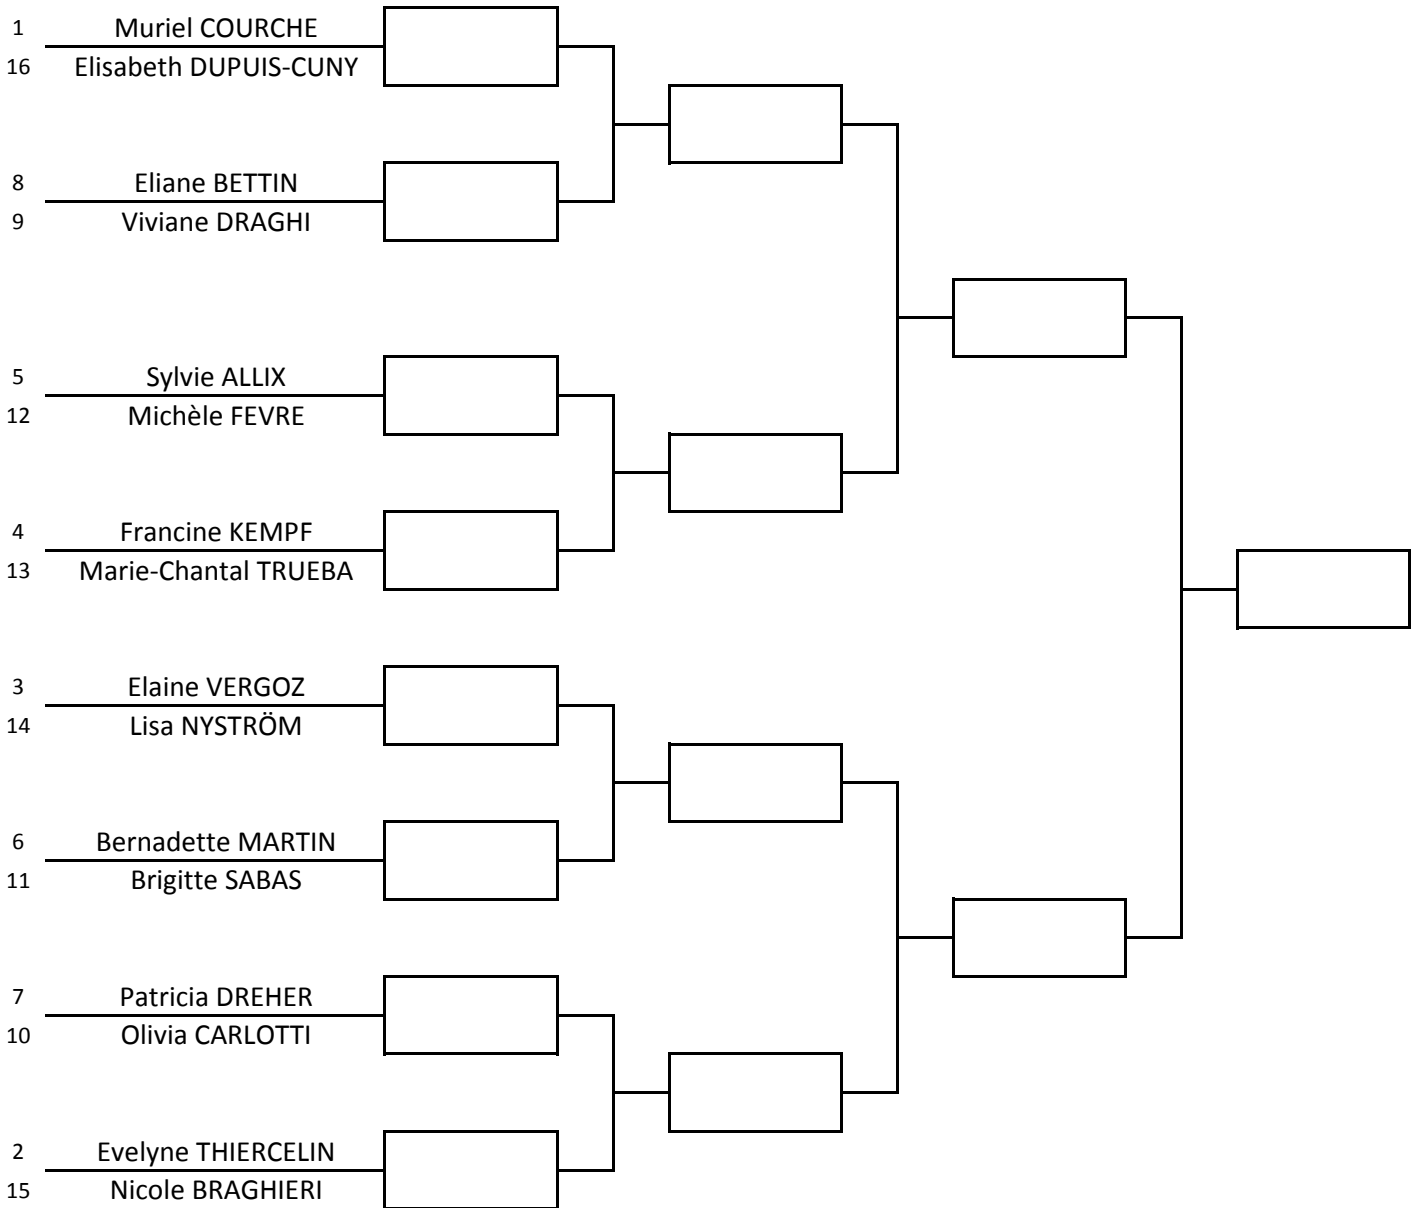 1 Muriel COURCHE
16 Elisabeth DUPUIS-CUNY
8 Eliane BETTIN
9 Viviane DRAGHI
5 Sylvie ALLIX
12 Michèle FEVRE
4 Francine KEMPF
13 Marie-Chantal TRUEBA
3 Elaine VERGOZ
14 Lisa NYSTRÖM
6 Bernadette MARTIN
11 Brigitte SABAS
7 Patricia DREHER
10 Olivia CARLOTTI
2 Evelyne THIERCELIN
15 Nicole BRAGHIERI